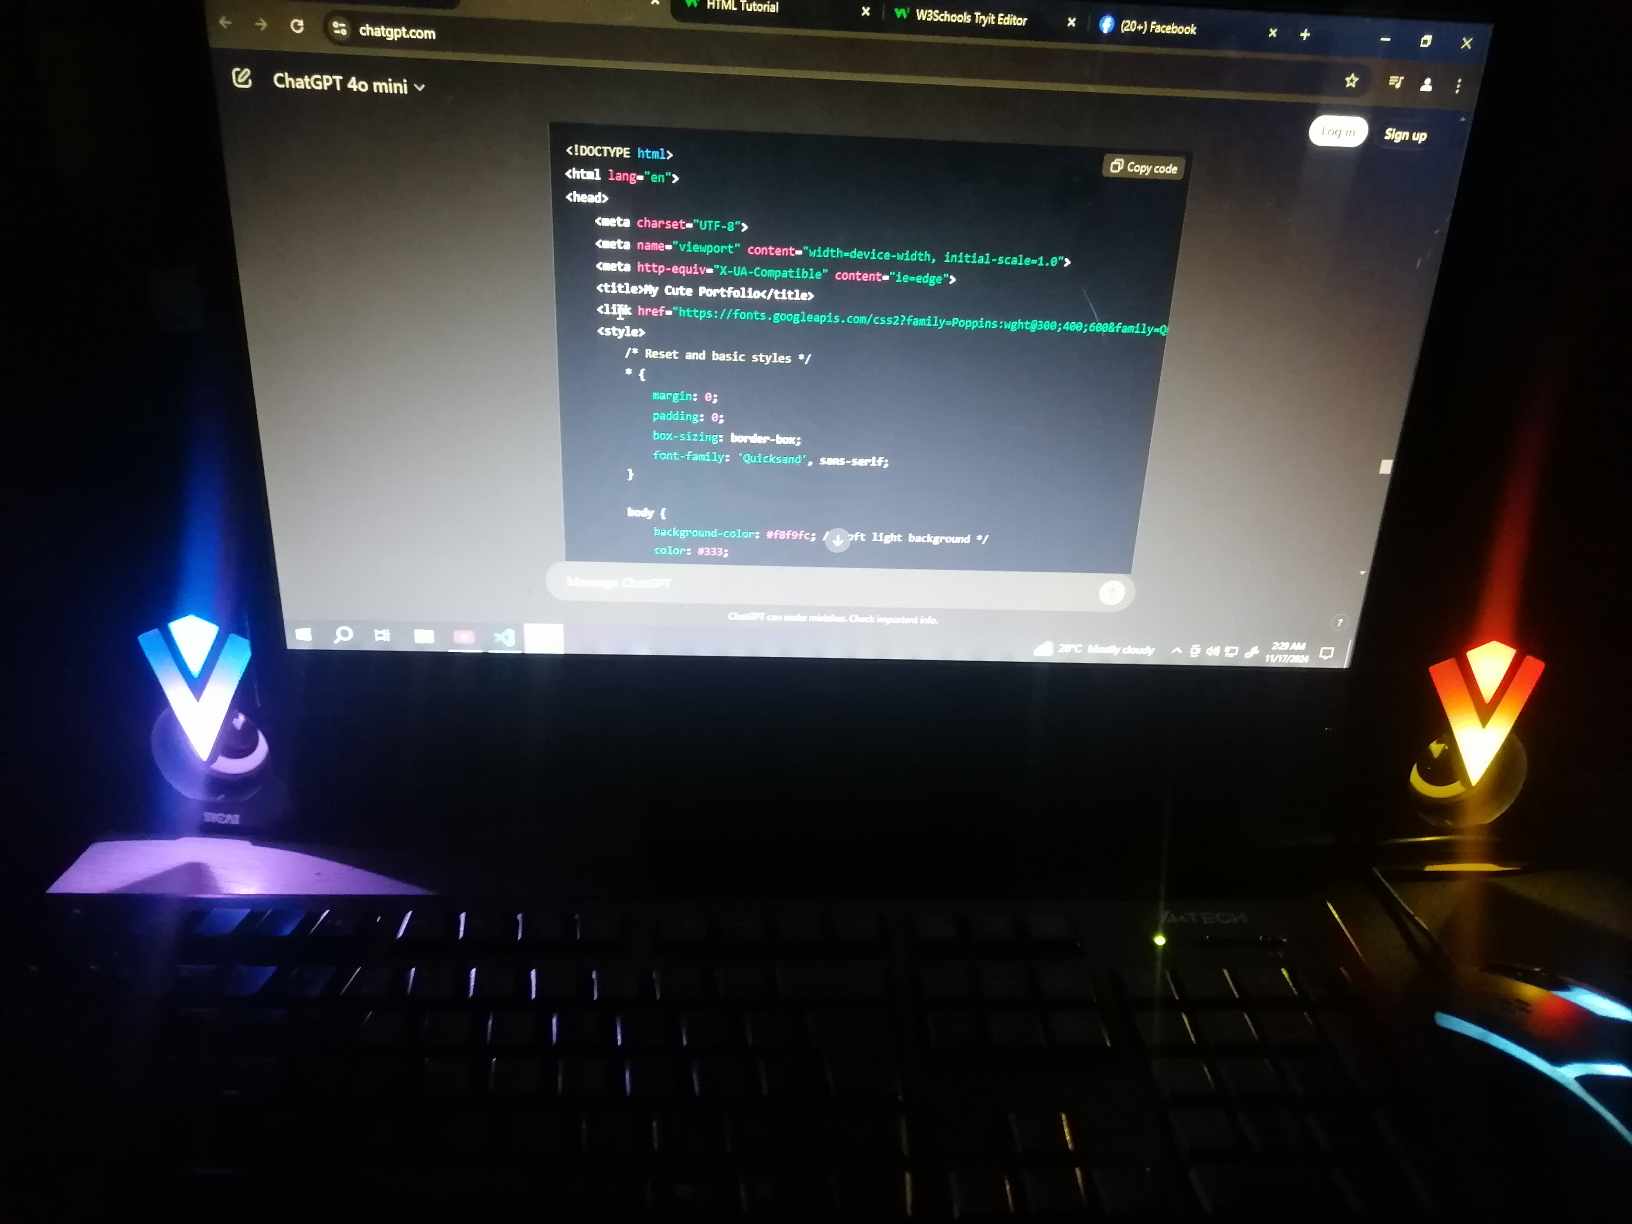 HTML Tutorial
W3Schools Tryit Editor
(20+) Facebook
chatgpt.com
ChatGPT 4o mini
Log in
Sign up
Copy code
<!DOCTYPE html>
<html lang="en">
<head>
<meta charset="UTF-8">
<meta name="viewport" content="width=device-width, initial-scale=1.0">
<meta http-equiv="X-UA-Compatible" content="ie=edge">
<title>My Cute Portfolio</title>
<link href="https://fonts.googleapis.com/css2?family=Poppins:wght@300;400;600&family=Q
<style>
/* Reset and basic styles */
* {
margin: 0;
padding: 0;
box-sizing: border-box;
font-family: 'Quicksand', sans-serif;
}
body {
background-color: #f8f9fc; / oft light background */
color: #333;
Message ChatGPT
ChatGPT can make mistakes. Check important info.
?
28°C Mostly cloudy
2:29 AM
11/17/2024